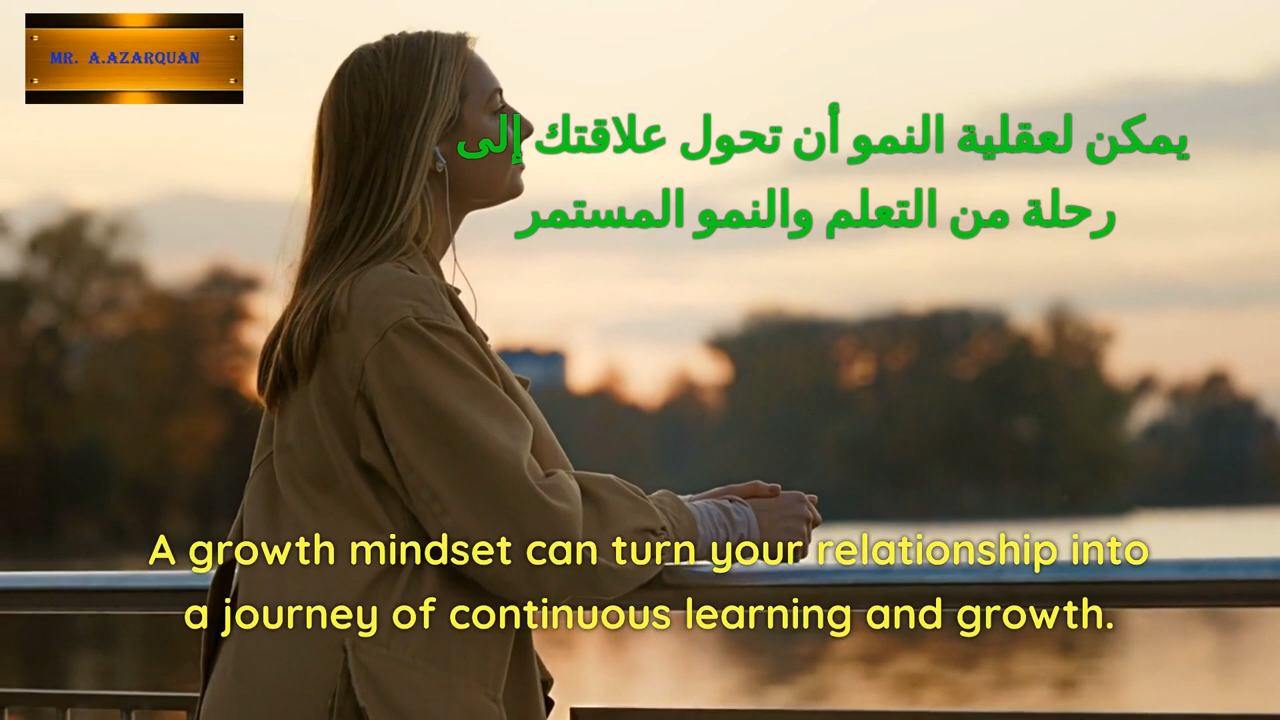 MR. A.AZARQUAN
يمكن لعقلية النمو أن تحول علاقتك إلى
رحلة من التعلم والنمو المستمر
A growth mindset can turn your relationship into
a journey of continuous learning and growth.